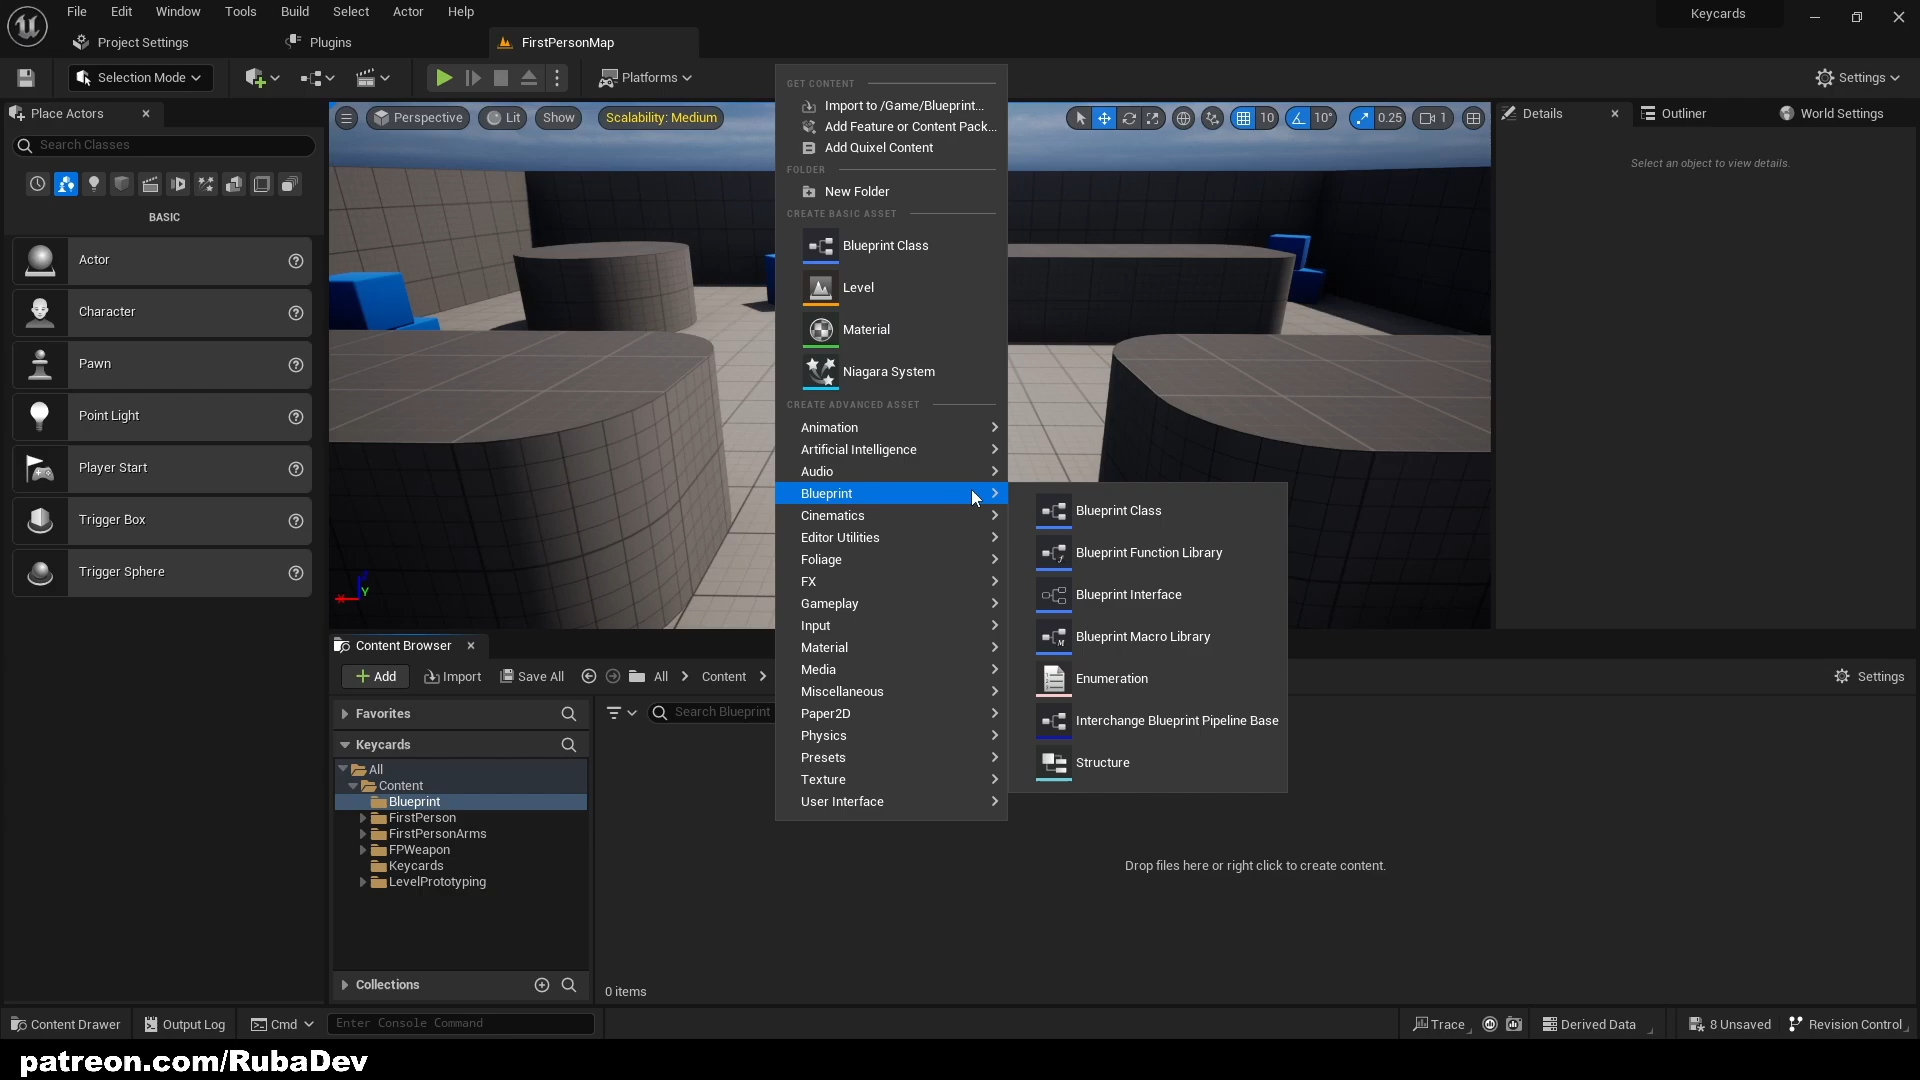 File Edit Window Tools Build Select Actor Help
Keycards
Project Settings
Plugins
FirstPersonMap
Selection Mode
Platforms
Settings
Place Actors
Search Classes
BASIC
Actor
Character
Pawn
Point Light
Player Start
Trigger Box
Trigger Sphere
Perspective
Lit
Show
Scalability: Medium
10
10°
0.25
1
Details
Outliner
World Settings
Select an object to view details.
GET CONTENT
Import to /Game/Blueprint...
Add Feature or Content Pack...
Add Quixel Content
FOLDER
New Folder
CREATE BASIC ASSET
Blueprint Class
Level
Material
Niagara System
CREATE ADVANCED ASSET
Animation
Artificial Intelligence
Audio
Blueprint
Cinematics
Editor Utilities
Foliage
FX
Gameplay
Input
Material
Media
Miscellaneous
Paper2D
Physics
Presets
Texture
User Interface
Blueprint Class
Blueprint Function Library
Blueprint Interface
Blueprint Macro Library
Enumeration
Interchange Blueprint Pipeline Base
Structure
Y
Content Browser
Add
Import
Save All
All
Content
Settings
Favorites
Search Blueprint
Keycards
All
Content
Blueprint
FirstPerson
FirstPersonArms
FPWeapon
Keycards
LevelPrototyping
Drop files here or right click to create content.
Collections
0 items
Content Drawer
Output Log
Cmd
Enter Console Command
Trace
Derived Data
8 Unsaved
Revision Control
patreon.com/RubaDev